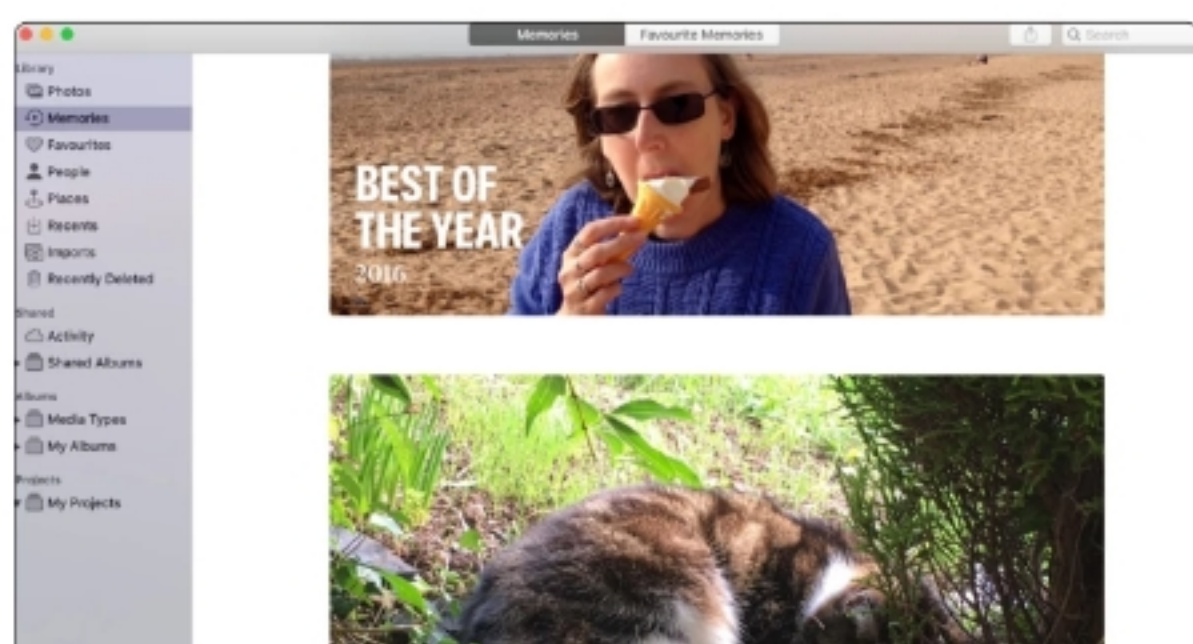 Memories
Favourite Memories
Search
Library
Photos
Memories
Favourites
People
Places
Recents
Imports
Recently Deleted
Shared
Activity
Shared Albums
Albums
Media Types
My Albums
Projects
My Projects
BEST OF
THE YEAR
2016